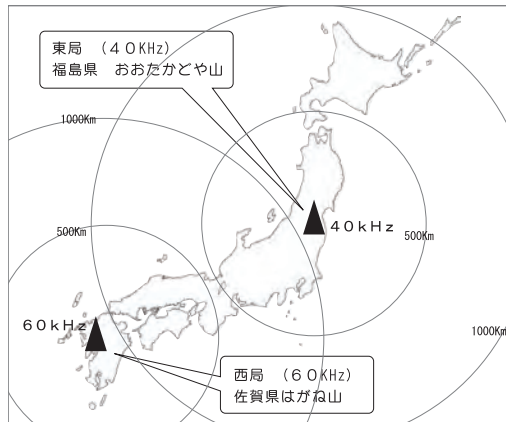 東局 (40KHz)
福島県 おおたかどや山
1000Km
500Km
40kHz
500Km
60kHz
1000Km
西局 (60KHz)
佐賀県はがね山